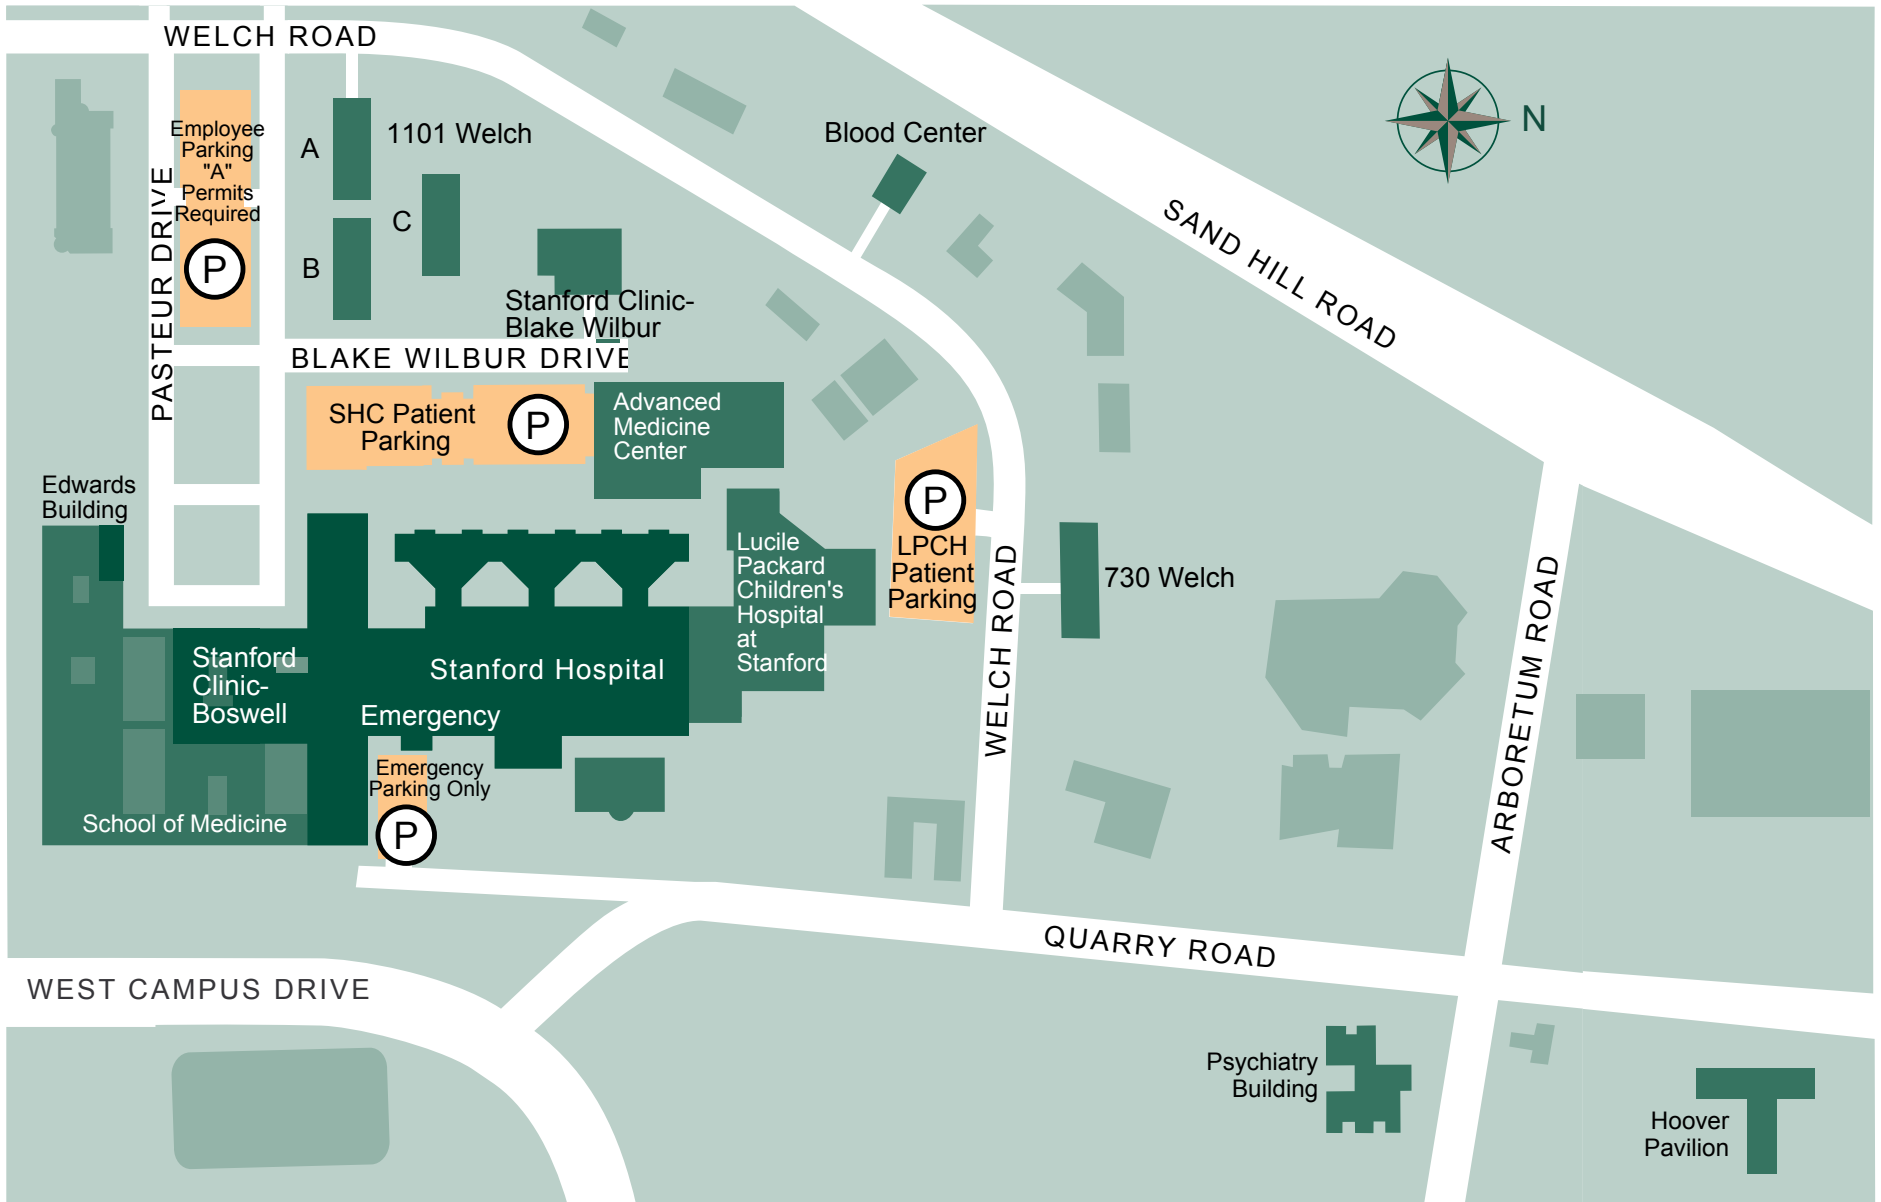 WELCH ROAD
Employee
Parking
"A"
Permits
Required
P
PASTEUR DRIVE
A
1101 Welch
B
C
Blood Center
N
SAND HILL ROAD
Stanford Clinic-
Blake Wilbur
BLAKE WILBUR DRIVE
SHC Patient
Parking
P
Advanced
Medicine
Center
Edwards
Building
P
LPCH
Patient
Parking
Lucile
Packard
Children's
Hospital
at
Stanford
730 Welch
WELCH ROAD
ARBORETUM ROAD
Stanford
Clinic-
Boswell
Stanford Hospital
Emergency
Emergency
Parking Only
P
School of Medicine
QUARRY ROAD
WEST CAMPUS DRIVE
Psychiatry
Building
Hoover
Pavilion